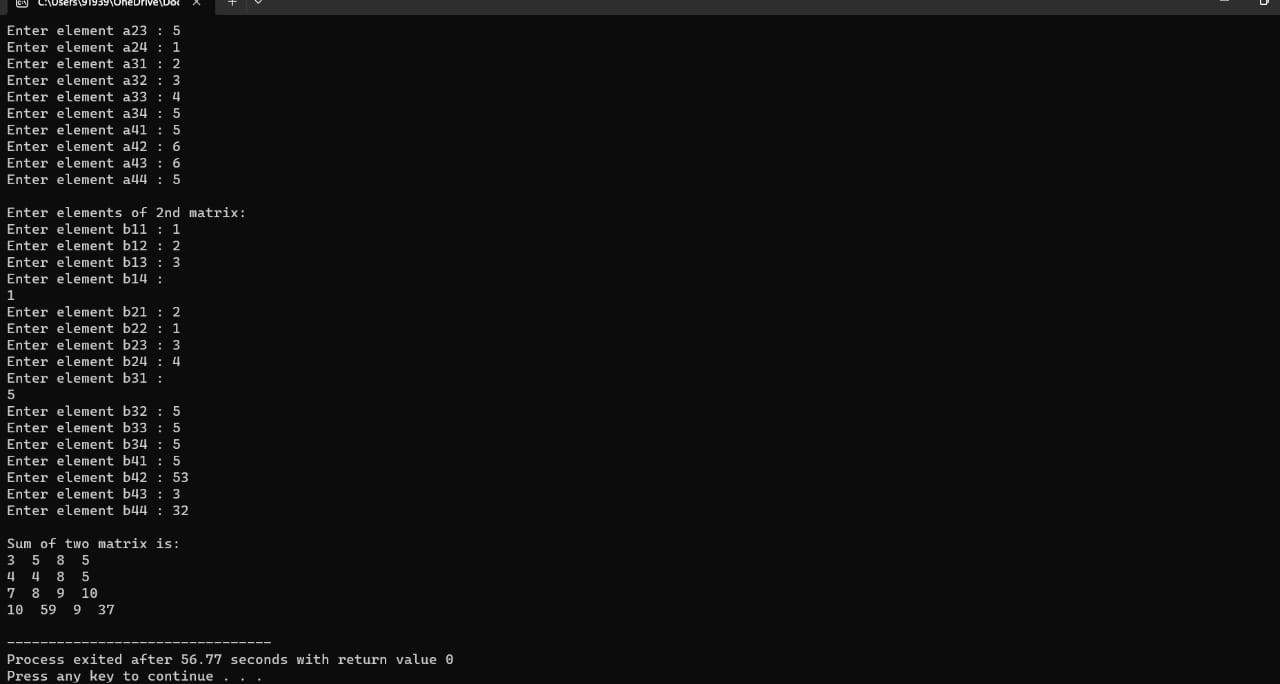 C:\Users\91939\OneDrive\Doc
Enter element a23 : 5
Enter element a24 : 1
Enter element a31 : 2
Enter element a32 : 3
Enter element a33 : 4
Enter element a34 : 5
Enter element a41 : 5
Enter element a42 : 6
Enter element a43 : 6
Enter element a44 : 5
Enter elements of 2nd matrix:
Enter element b11 : 1
Enter element b12 : 2
Enter element b13 : 3
Enter element b14 :
1
Enter element b21 : 2
Enter element b22 : 1
Enter element b23 : 3
Enter element b24 : 4
Enter element b31 :
5
Enter element b32 : 5
Enter element b33 : 5
Enter element b34 : 5
Enter element b41 : 5
Enter element b42 : 53
Enter element b43 : 3
Enter element b44 : 32
Sum of two matrix is:
3  5  8  5
4  4  8  5
7  8  9  10
10  59  9  37
--------------------------------
Process exited after 56.77 seconds with return value 0
Press any key to continue . . .